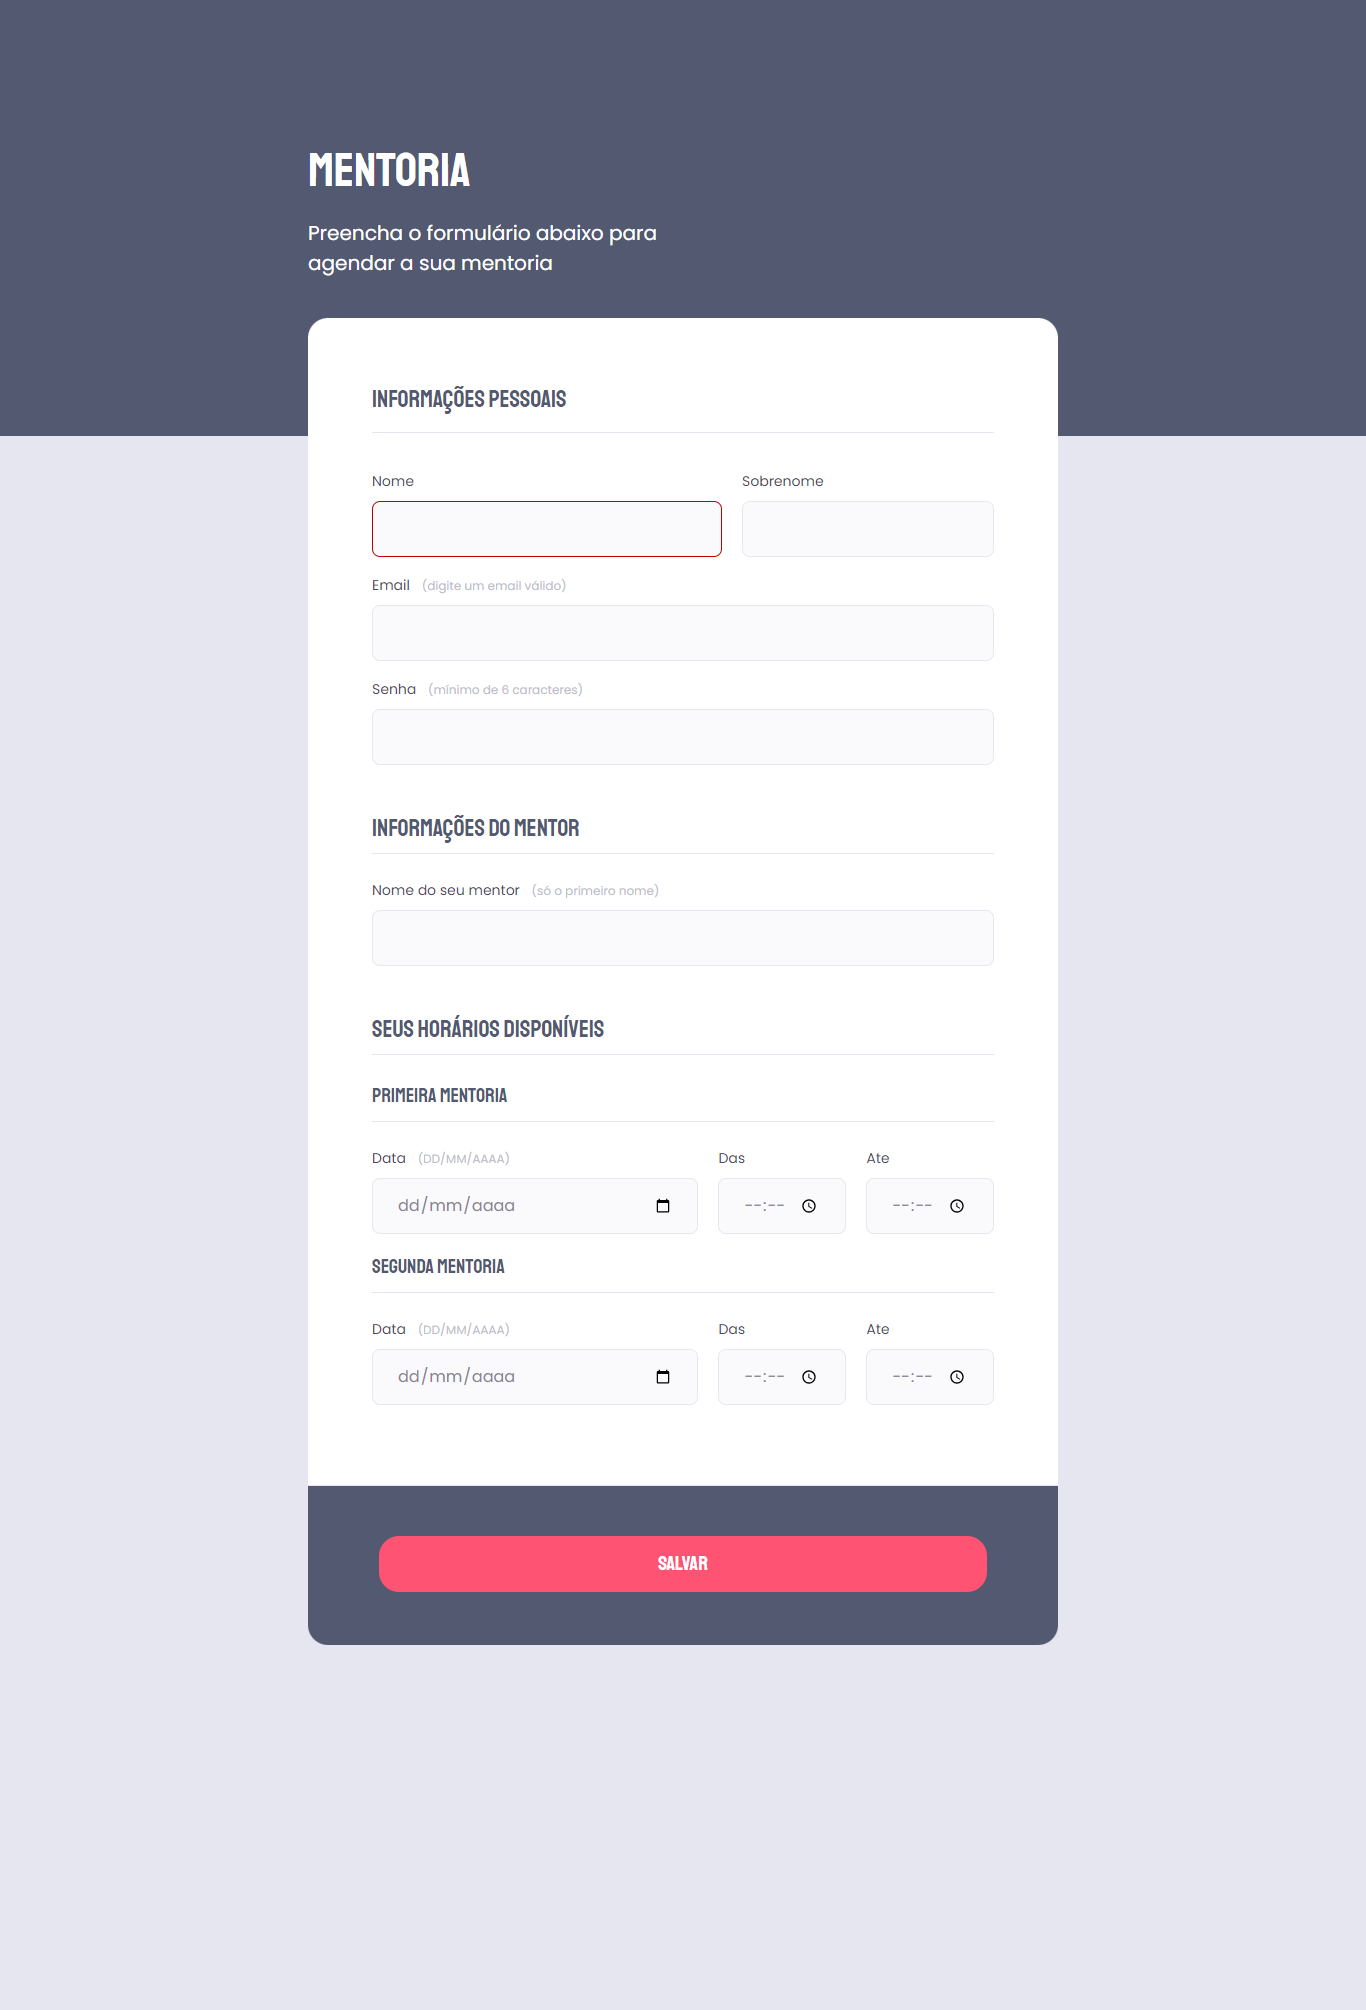 MENTORIA
Preencha o formulário abaixo para
agendar a sua mentoria
INFORMAÇÕES PESSOAIS
Nome Sobrenome
Email (digite um email válido)
Senha (mínimo de 6 caracteres)
INFORMAÇÕES DO MENTOR
Nome do seu mentor (só o primeiro nome)
SEUS HORÁRIOS DISPONÍVEIS
PRIMEIRA MENTORIA
Data (DD/MM/AAAA) Das Ate
dd/mm/aaaa --:-- --:--
SEGUNDA MENTORIA
Data (DD/MM/AAAA) Das Ate
dd/mm/aaaa --:-- --:--
SALVAR